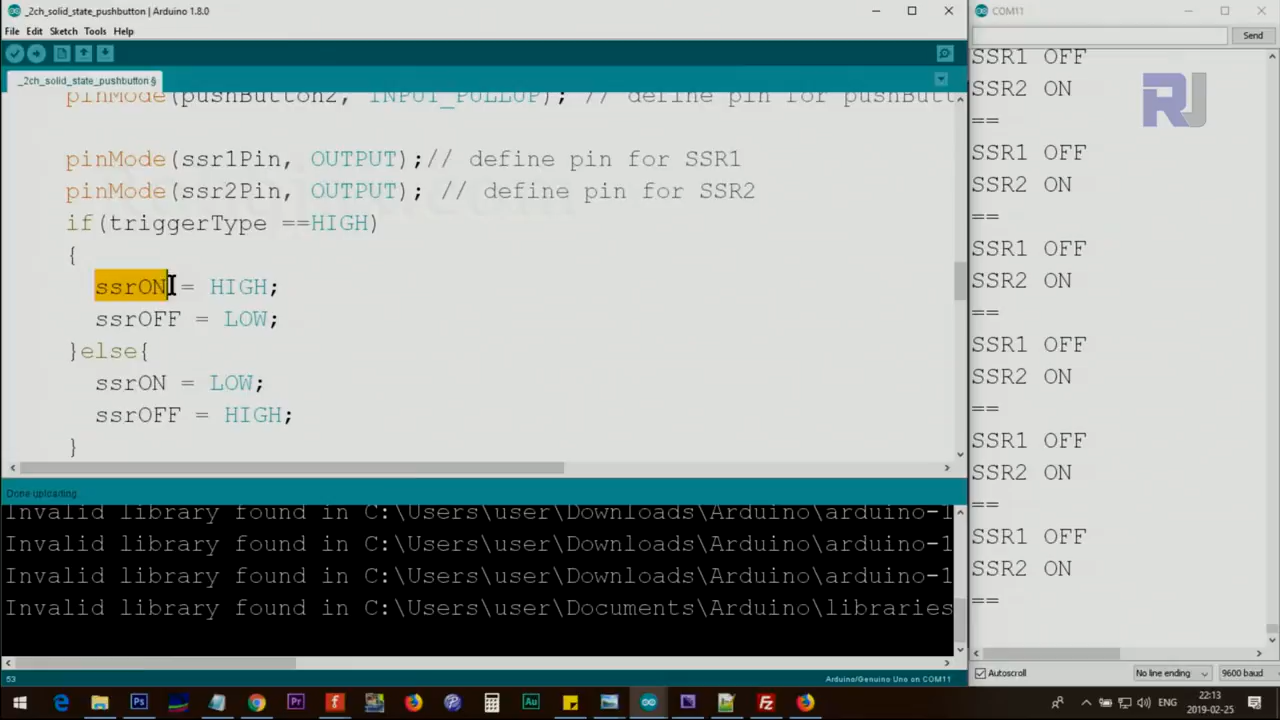 _2ch_solid_state_pushbutton | Arduino 1.8.0
File Edit Sketch Tools Help
_2ch_solid_state_pushbutton §
pinMode(pushButton2, INPUT_PULLUP); // define pin for pushButt
pinMode(ssr1Pin, OUTPUT);// define pin for SSR1
pinMode(ssr2Pin, OUTPUT); // define pin for SSR2
if(triggerType ==HIGH)
{
ssrON = HIGH;
ssrOFF = LOW;
}else{
ssrON = LOW;
ssrOFF = HIGH;
}
Done uploading.
Invalid library found in C:\Users\user\Downloads\Arduino\arduino-1
Invalid library found in C:\Users\user\Downloads\Arduino\arduino-1
Invalid library found in C:\Users\user\Downloads\Arduino\arduino-1
Invalid library found in C:\Users\user\Documents\Arduino\libraries
53
Arduino/Genuino Uno on COM11
COM11
Send
SSR1 OFF
SSR2 ON
==
SSR1 OFF
SSR2 ON
==
SSR1 OFF
SSR2 ON
==
SSR1 OFF
SSR2 ON
==
SSR1 OFF
SSR2 ON
==
SSR1 OFF
SSR2 ON
==
RJ
Autoscroll
No line ending
9600 baud
ENG
22:13
2019-02-25